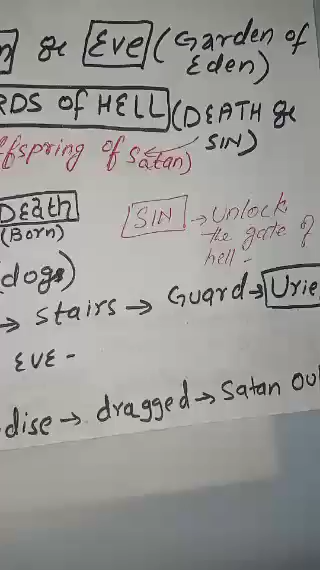 & Eve (Garden of
Eden)
RDS of HELL (DEATH &
SIN)
ffspring of Satan)
Death
(Born)
SIN → Unlock
the gate of
hell -
(dogs)
→ Stairs → Guard → Urie
EVE -
dise → dragged → Satan ou